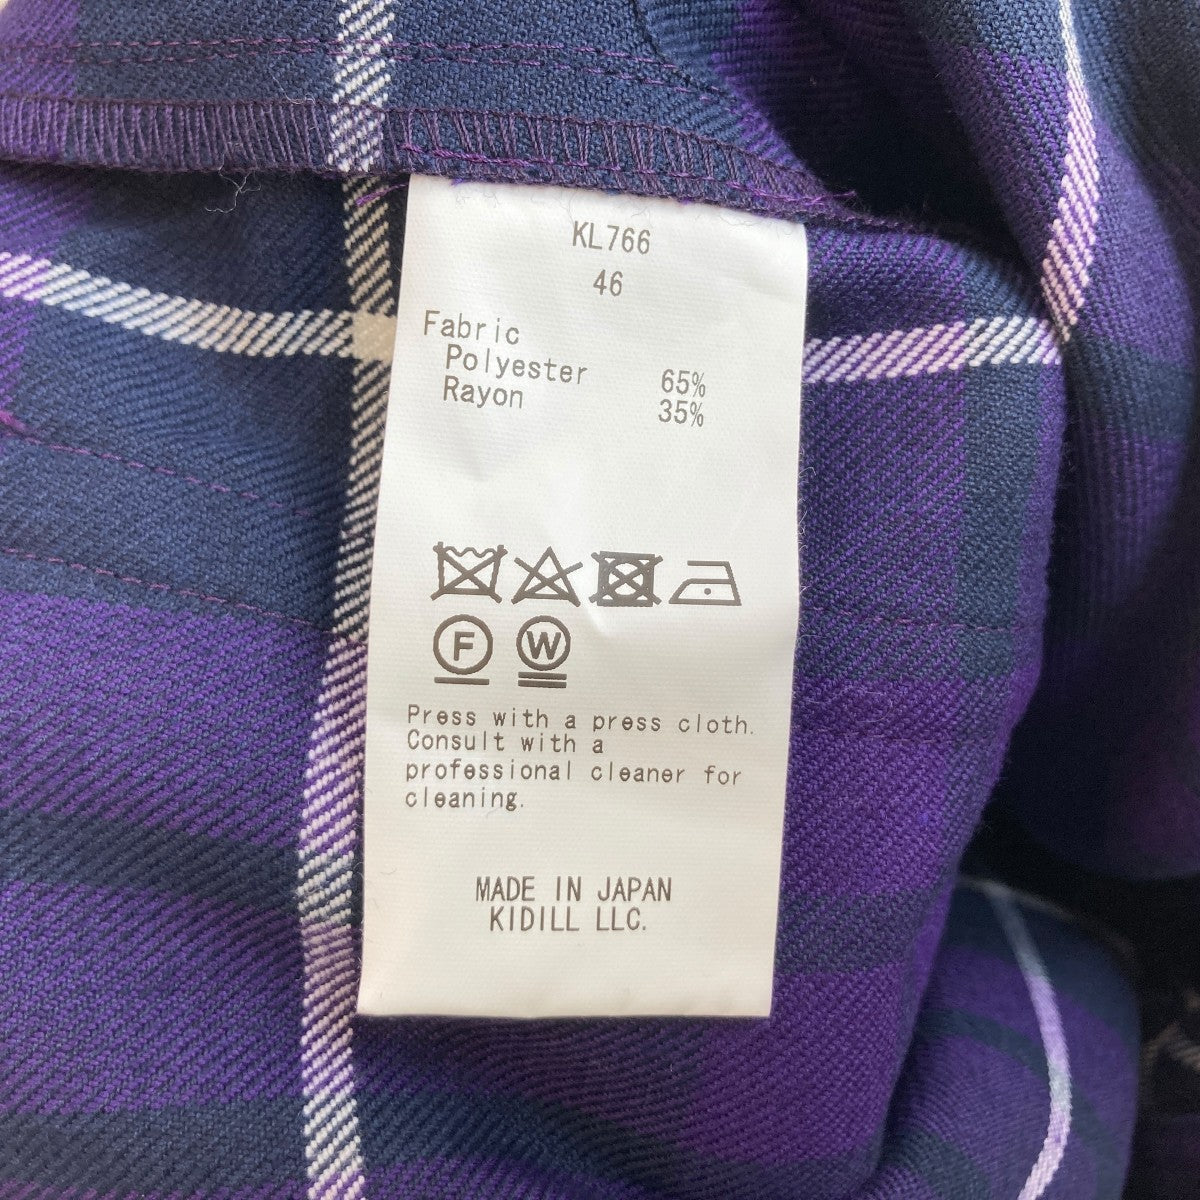 KL766
46
Fabric
Polyester 65%
Rayon 35%
F W
Press with a press cloth.
Consult with a
professional cleaner for
cleaning.
MADE IN JAPAN
KIDILL LLC.